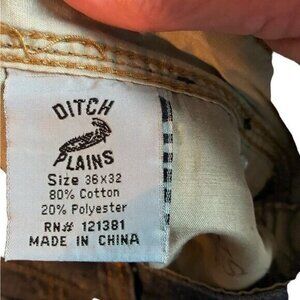 DITCH
PLAINS
Size 36x32
80% Cotton
20% Polyester
RN# 121381
MADE IN CHINA